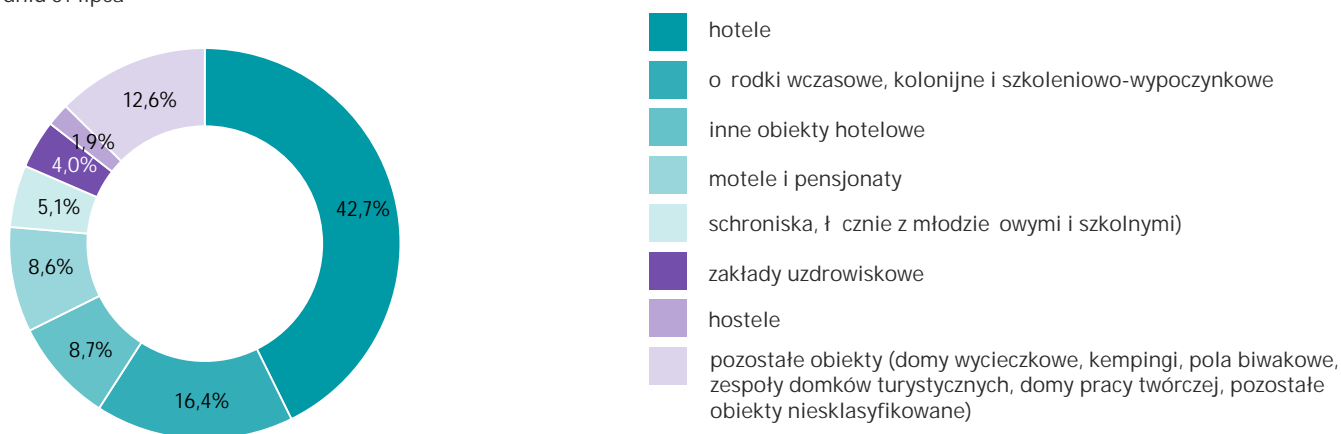 hotele
o rodki wczasowe, kolonijne i szkoleniowo-wypoczynkowe
inne obiekty hotelowe
motele i pensjonaty
schroniska, ł cznie z młodzie owymi i szkolnymi)
zakłady uzdrowiskowe
hostele
pozostałe obiekty (domy wycieczkowe, kempingi, pola biwakowe,
zespoły domków turystycznych, domy pracy twórczej, pozostałe
obiekty niesklasyfikowane)
12,6%
1,9%
4,0%
5,1%
8,6%
8,7%
16,4%
42,7%